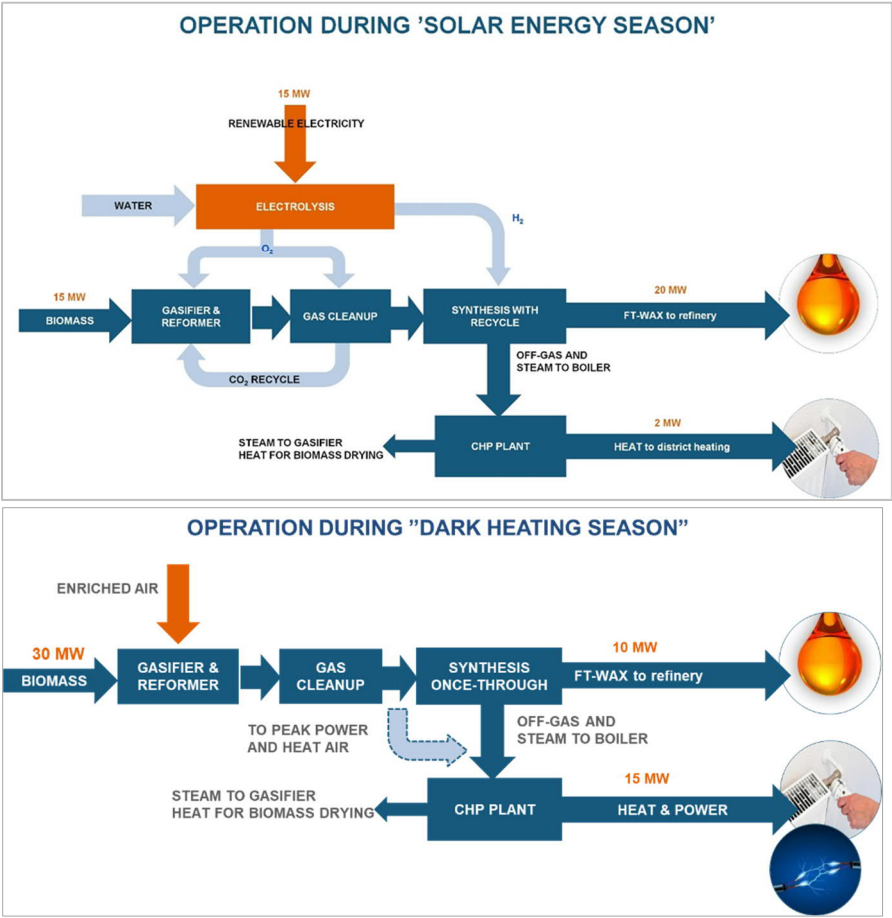 OPERATION DURING ’SOLAR ENERGY SEASON’
15 MW
RENEWABLE ELECTRICITY
WATER
ELECTROLYSIS
H₂
O₂
15 MW
BIOMASS
GASIFIER &
REFORMER
GAS CLEANUP
SYNTHESIS WITH
RECYCLE
20 MW
FT-WAX to refinery
CO₂ RECYCLE
OFF-GAS AND
STEAM TO BOILER
STEAM TO GASIFIER
HEAT FOR BIOMASS DRYING
CHP PLANT
2 MW
HEAT to district heating
OPERATION DURING ”DARK HEATING SEASON”
ENRICHED AIR
30 MW
BIOMASS
GASIFIER &
REFORMER
GAS
CLEANUP
SYNTHESIS
ONCE-THROUGH
10 MW
FT-WAX to refinery
TO PEAK POWER
AND HEAT AIR
OFF-GAS AND
STEAM TO BOILER
STEAM TO GASIFIER
HEAT FOR BIOMASS DRYING
CHP PLANT
15 MW
HEAT & POWER